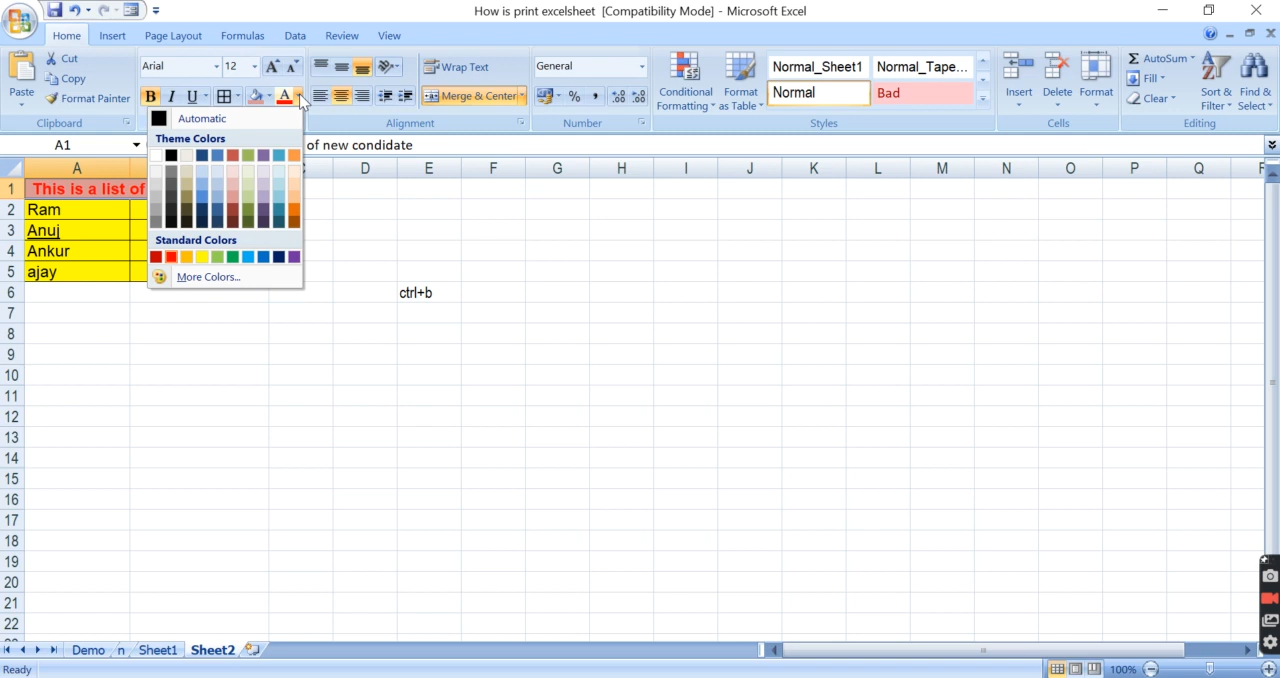 How is print excelsheet [Compatibility Mode] - Microsoft Excel
Home Insert Page Layout Formulas Data Review View
Paste
Cut
Copy
Format Painter
Clipboard
Arial 12
B I U A
Wrap Text
Merge & Center
Alignment
General
% ,
Number
Conditional Formatting
Format as Table
Normal_Sheet1 Normal_Tape...
Normal Bad
Styles
Insert Delete Format
Cells
Σ AutoSum
Fill
Clear
Sort & Filter
Find & Select
Editing
A1 of new condidate
Automatic
Theme Colors
Standard Colors
More Colors...
A D E F G H I J K L M N O P Q
1 This is a list of
2 Ram
3 Anuj
4 Ankur
5 ajay
6 ctrl+b
7
8
9
10
11
12
13
14
15
16
17
18
19
20
21
22
Demo n Sheet1 Sheet2
Ready 100%